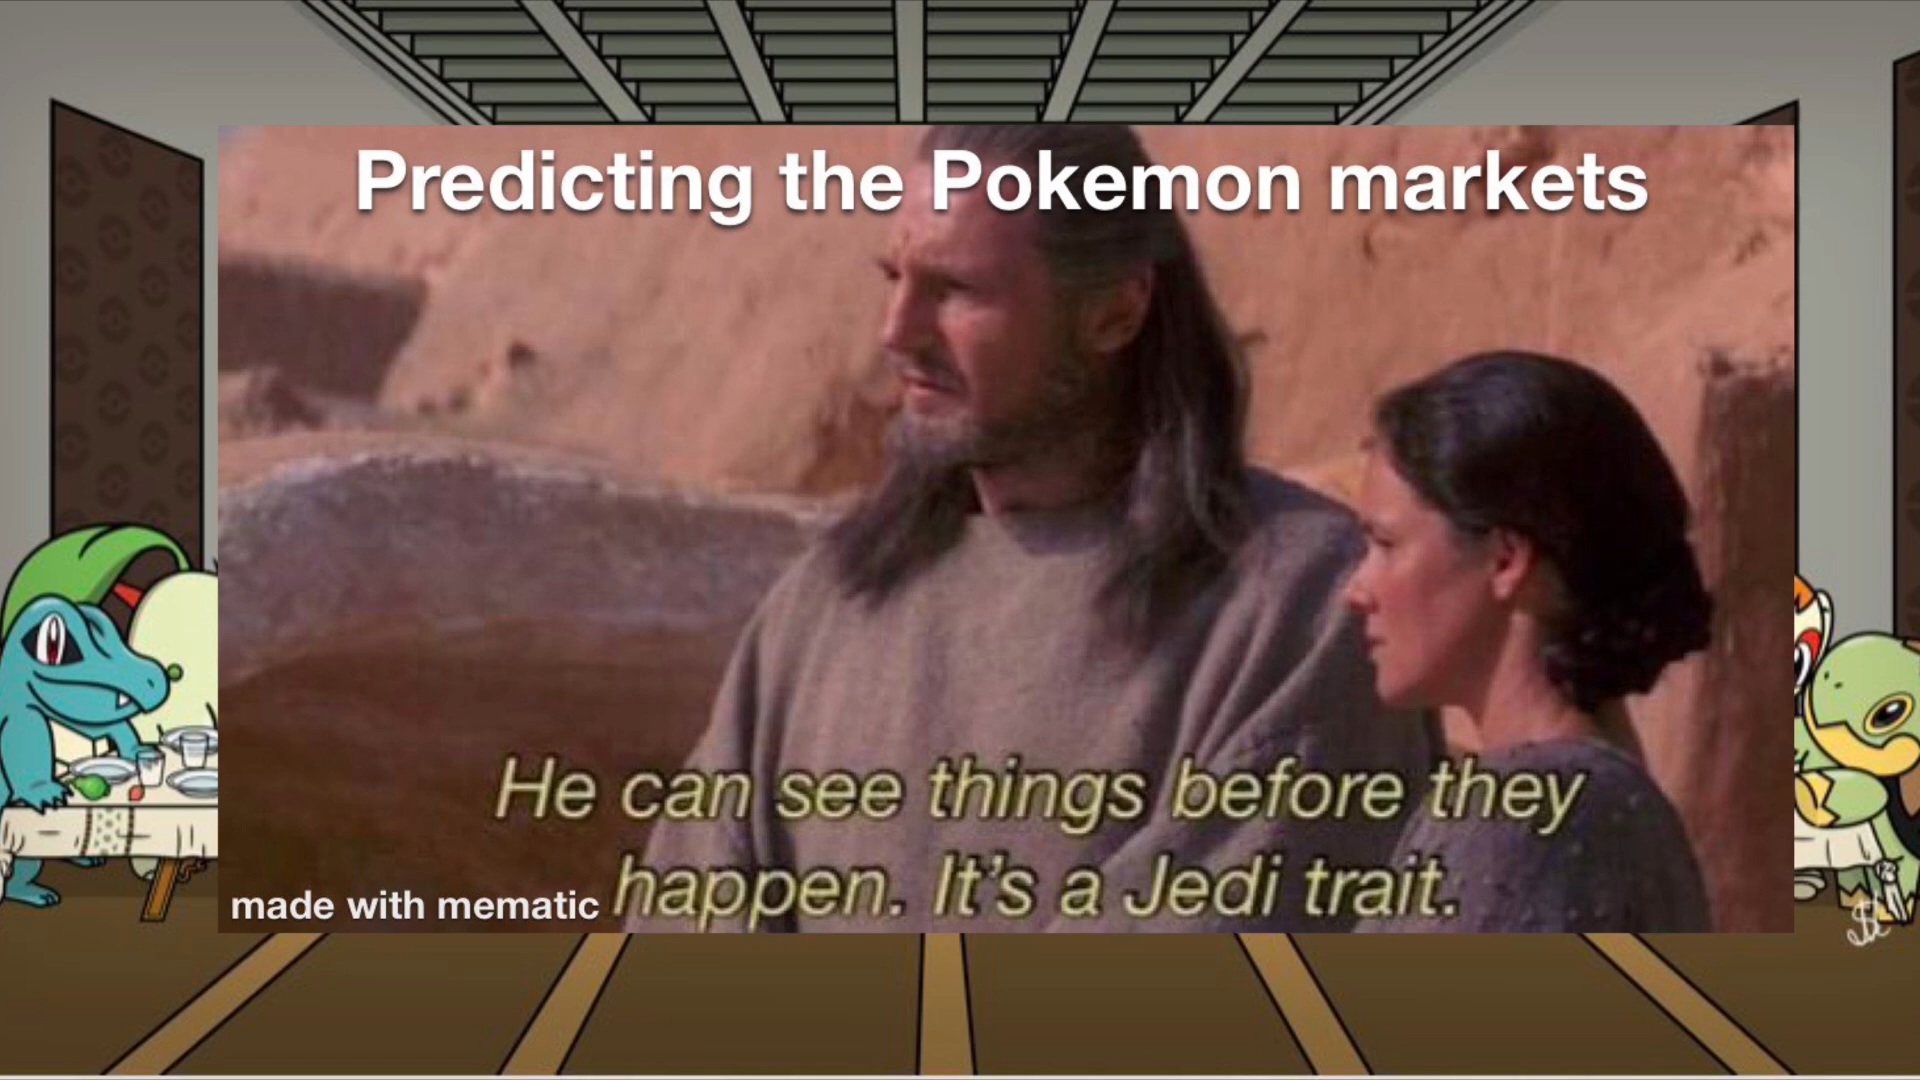 Predicting the Pokemon markets
He can see things before they
happen. It's a Jedi trait.
made with mematic